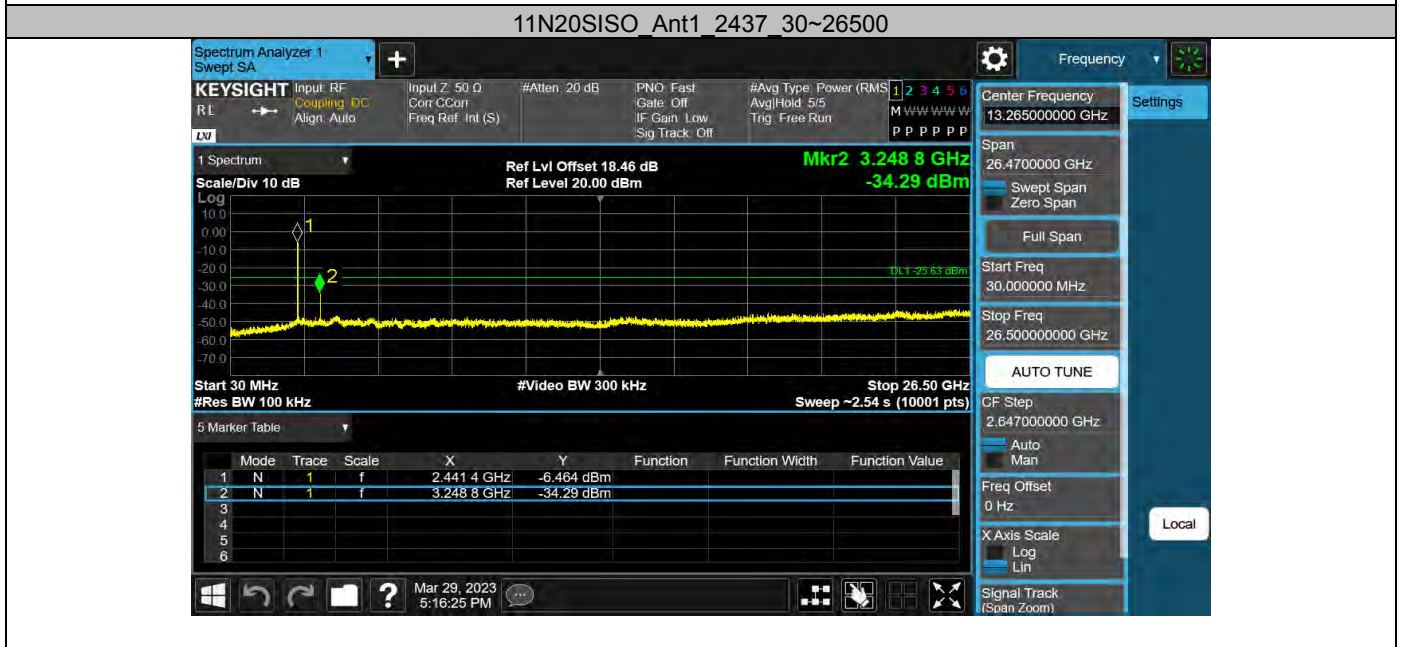 11N20SISO_Ant1_2437_30~26500
Spectrum Analyzer 1
Swept SA
+
Frequency
KEYSIGHT
RL
LXI
Input: RF
Coupling: DC
Align: Auto
Input Z: 50 Ω
Corr CCorr
Freq Ref: Int (S)
#Atten: 20 dB
PNO: Fast
Gate: Off
IF Gain: Low
Sig Track: Off
#Avg Type: Power (RMS
Avg|Hold: 5/5
Trig: Free Run
1 2 3 4 5 6
M W W W W W
P P P P P P
1 Spectrum
Scale/Div 10 dB
Ref Lvl Offset 18.46 dB
Ref Level 20.00 dBm
Mkr2 3.248 8 GHz
-34.29 dBm
Log
10.0
0.00
-10.0
-20.0
-30.0
-40.0
-50.0
-60.0
-70.0
1
2
DL1 -25.63 dBm
Start 30 MHz
#Res BW 100 kHz
#Video BW 300 kHz
Stop 26.50 GHz
Sweep ~2.54 s (10001 pts)
5 Marker Table
Mode Trace Scale X Y Function Function Width Function Value
1 N 1 f 2.441 4 GHz -6.464 dBm
2 N 1 f 3.248 8 GHz -34.29 dBm
3
4
5
6
Mar 29, 2023
5:16:25 PM
?
Center Frequency
13.265000000 GHz
Span
26.4700000 GHz
Swept Span
Zero Span
Full Span
Start Freq
30.000000 MHz
Stop Freq
26.500000000 GHz
AUTO TUNE
CF Step
2.647000000 GHz
Auto
Man
Freq Offset
0 Hz
X Axis Scale
Log
Lin
Signal Track
(Span Zoom)
Settings
Local